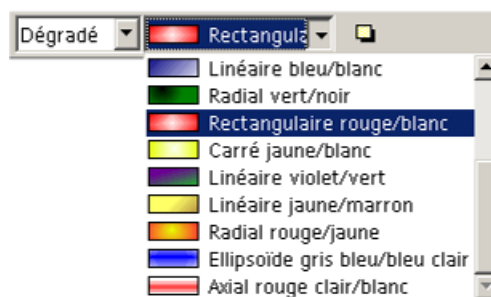 Dégradé Rectangula
Linéaire bleu/blanc
Radial vert/noir
Rectangulaire rouge/blanc
Carré jaune/blanc
Linéaire violet/vert
Linéaire jaune/marron
Radial rouge/jaune
Ellipsoïde gris bleu/bleu clair
Axial rouge clair/blanc